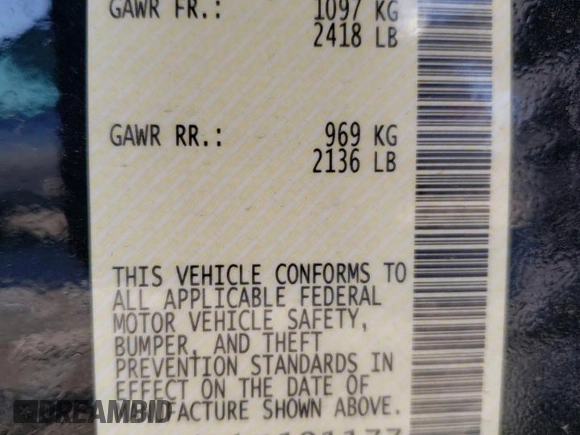 GAWR FR.: 1097 KG
2418 LB
GAWR RR.: 969 KG
2136 LB
THIS VEHICLE CONFORMS TO
ALL APPLICABLE FEDERAL
MOTOR VEHICLE SAFETY,
BUMPER, AND THEFT
PREVENTION STANDARDS IN
EFFECT ON THE DATE OF
MANUFACTURE SHOWN ABOVE.
DREAMBID